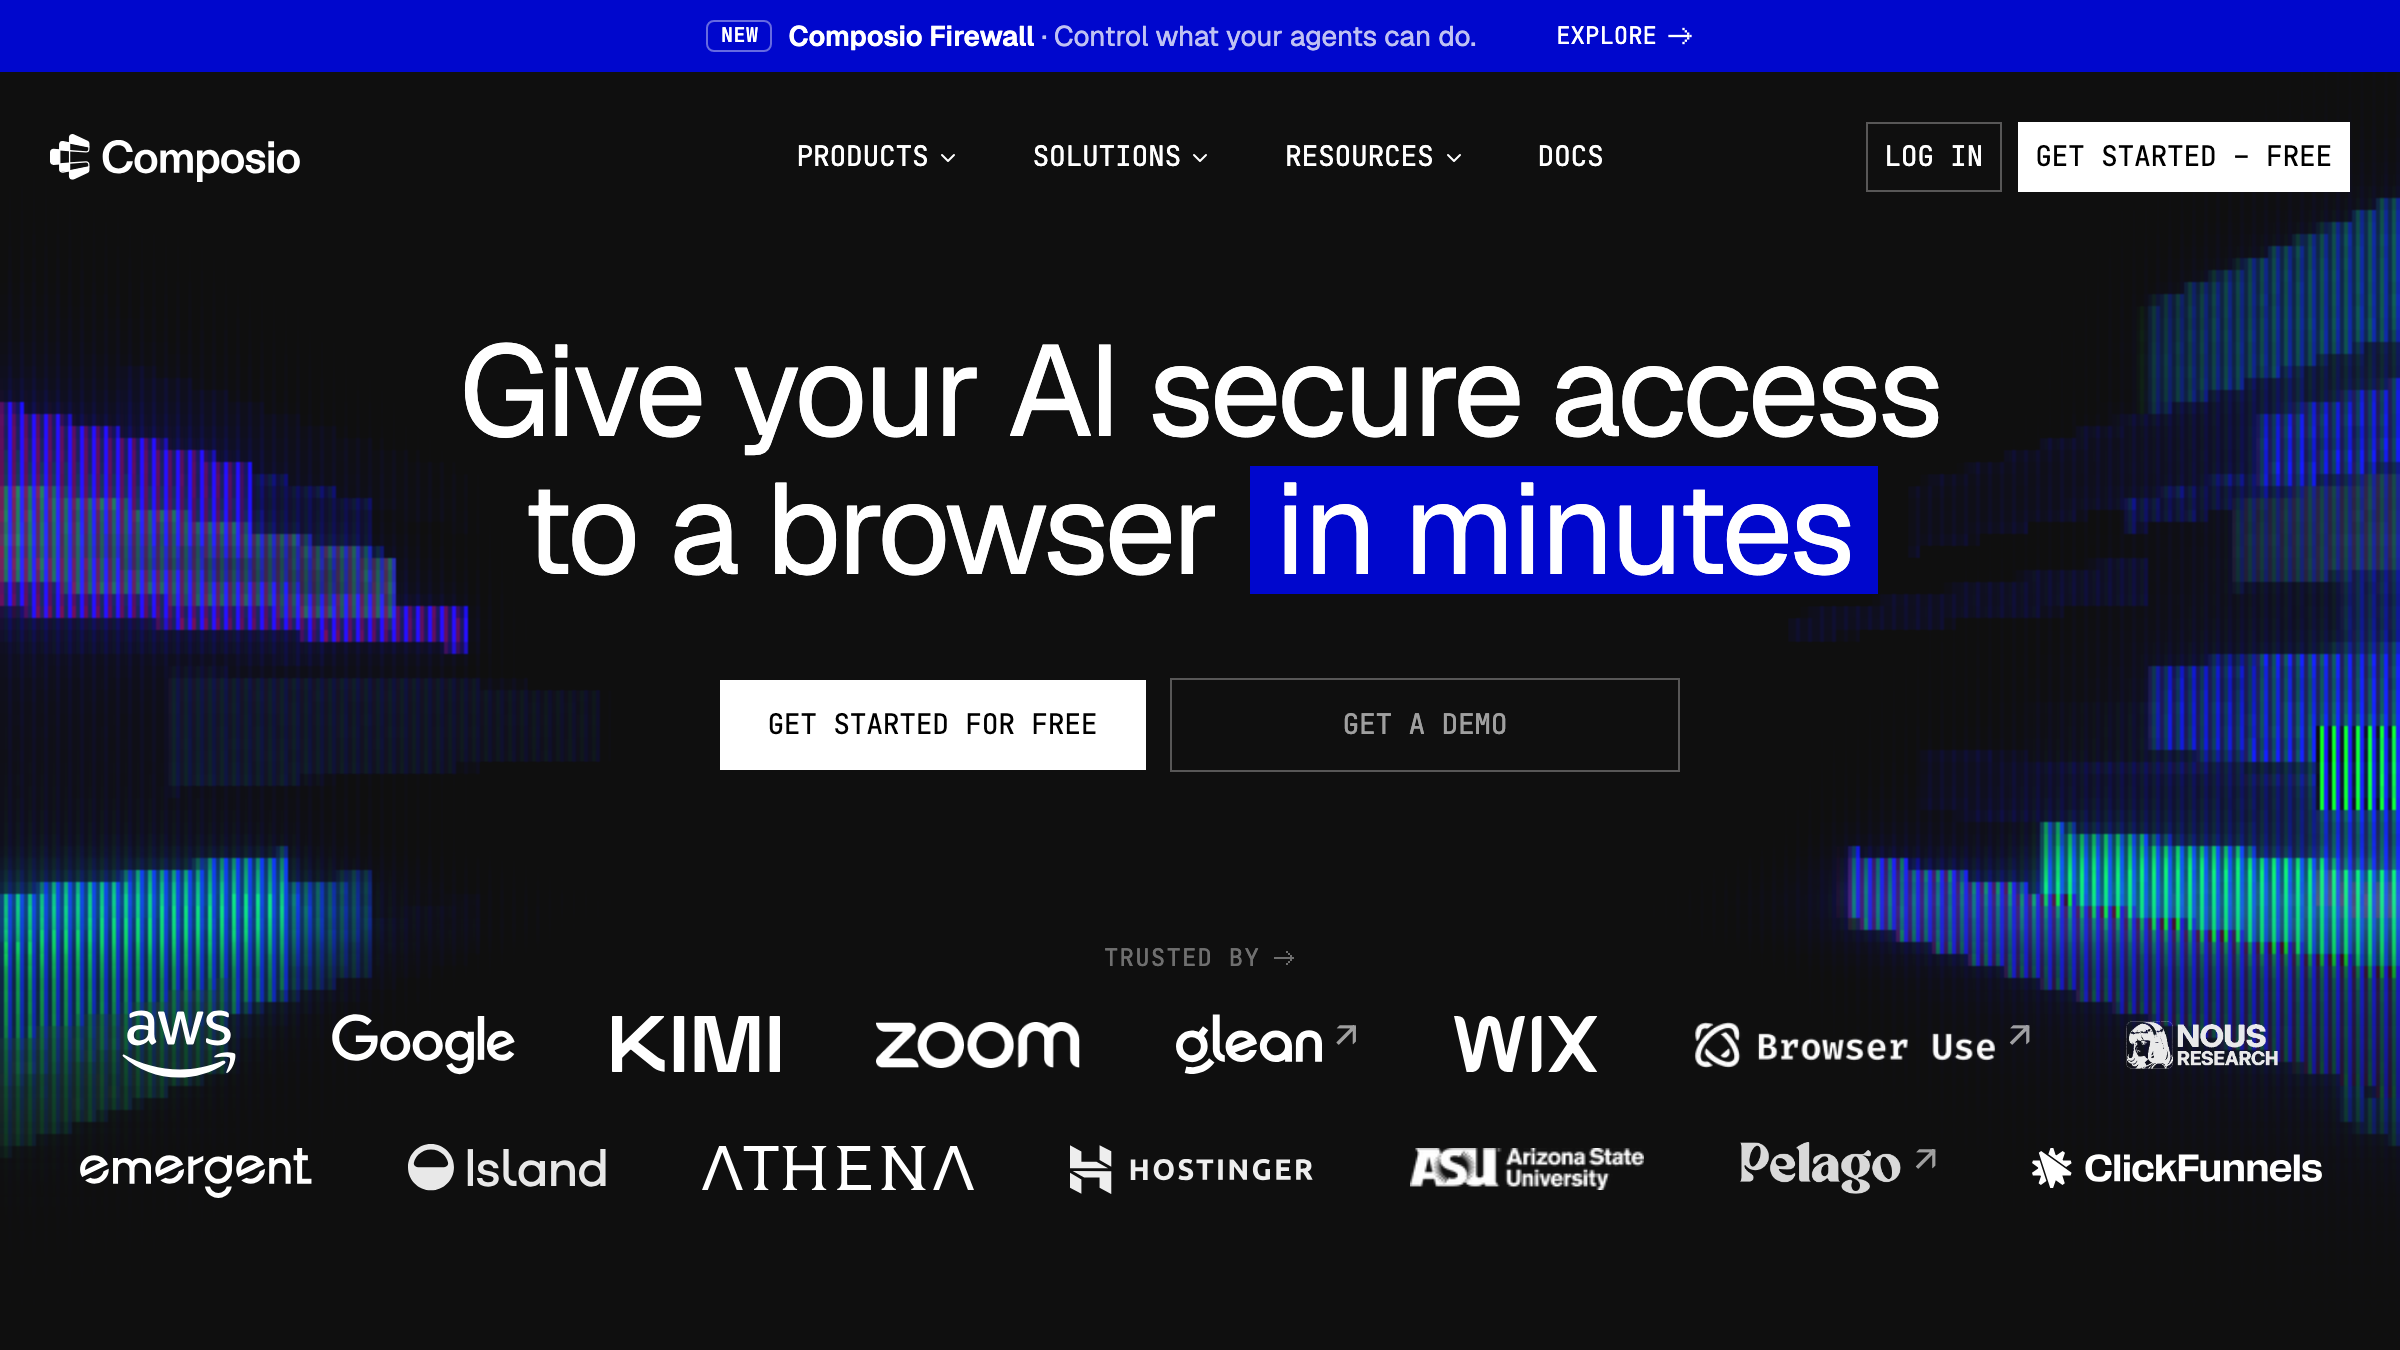 NEW Composio Firewall · Control what your agents can do. EXPLORE →
Composio PRODUCTS SOLUTIONS RESOURCES DOCS LOG IN GET STARTED – FREE
Give your AI secure access
to a browser in minutes
GET STARTED FOR FREE GET A DEMO
TRUSTED BY →
aws Google KIMI zoom glean WIX Browser Use NOUS RESEARCH
emergent Island ATHENA HOSTINGER ASU Arizona State University Pelago ClickFunnels